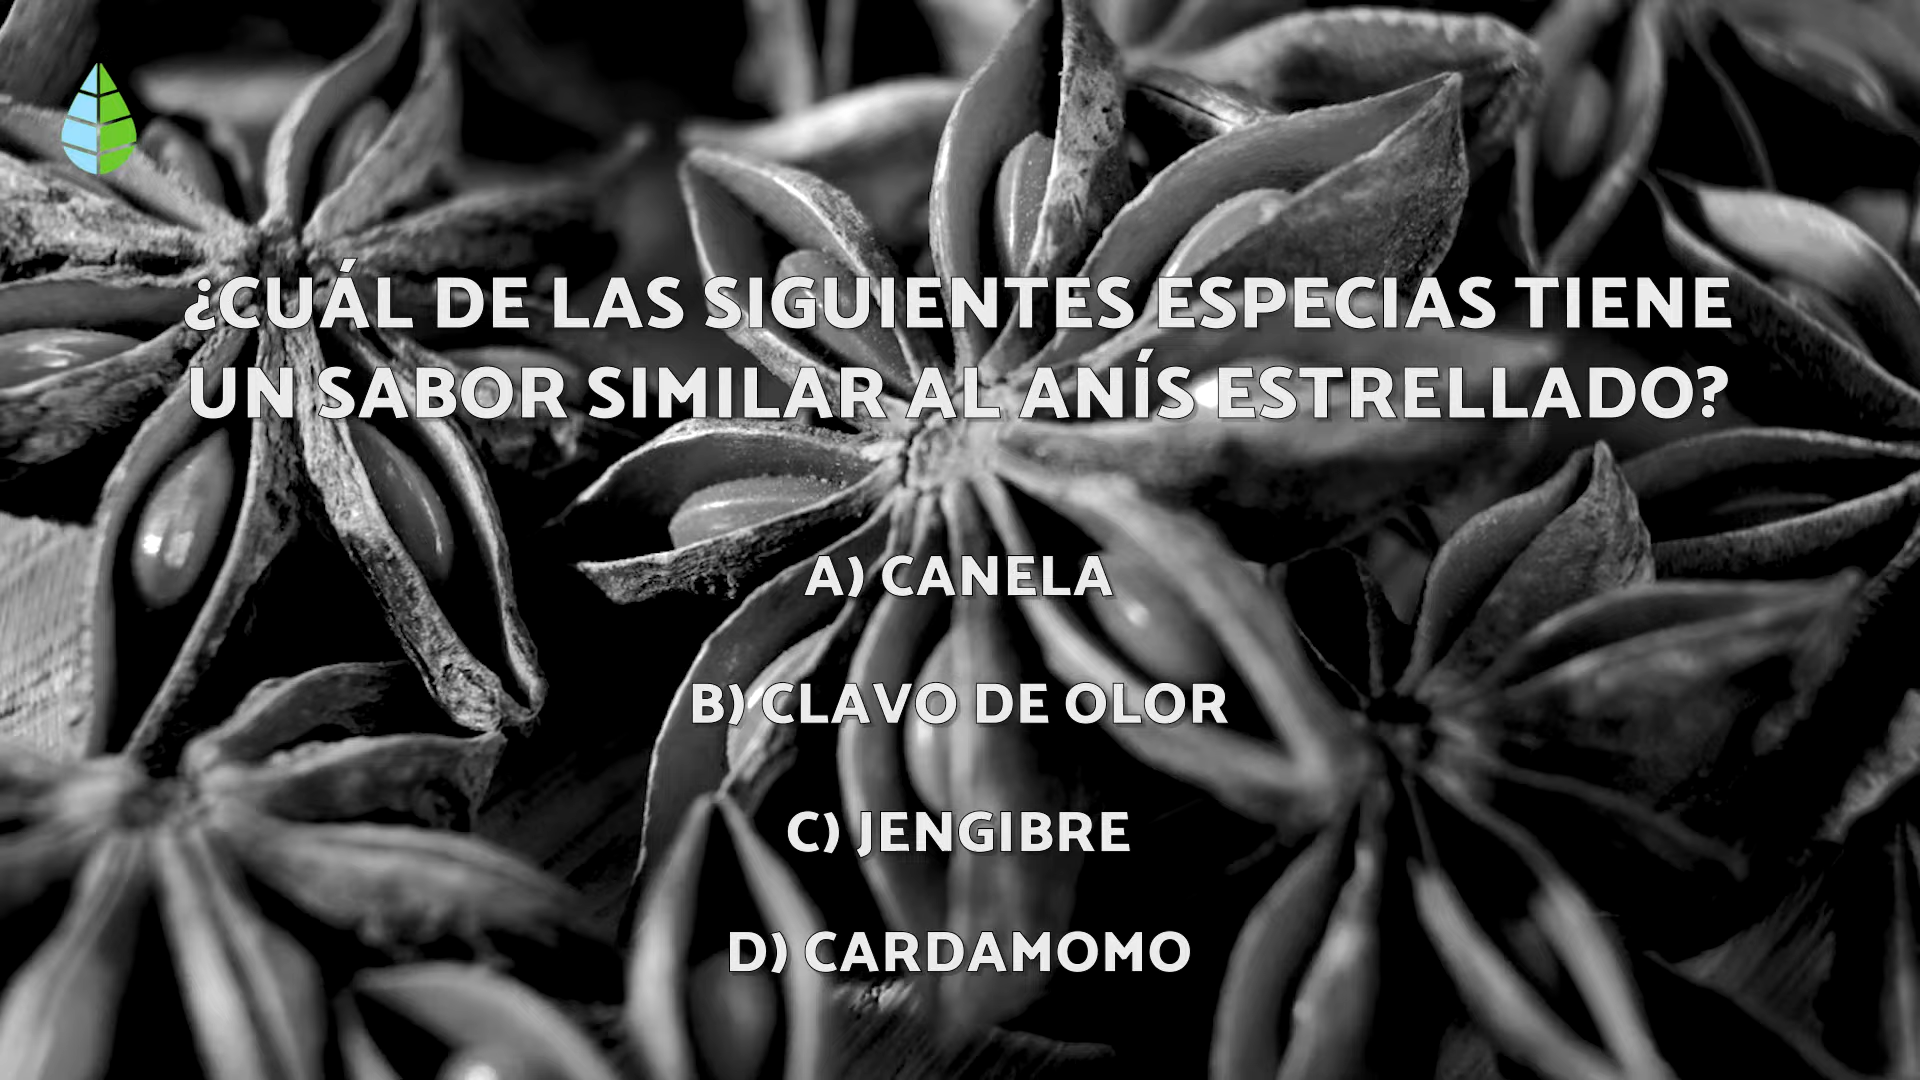 ¿CUÁL DE LAS SIGUIENTES ESPECIAS TIENE
UN SABOR SIMILAR AL ANÍS ESTRELLADO?
A) CANELA
B) CLAVO DE OLOR
C) JENGIBRE
D) CARDAMOMO